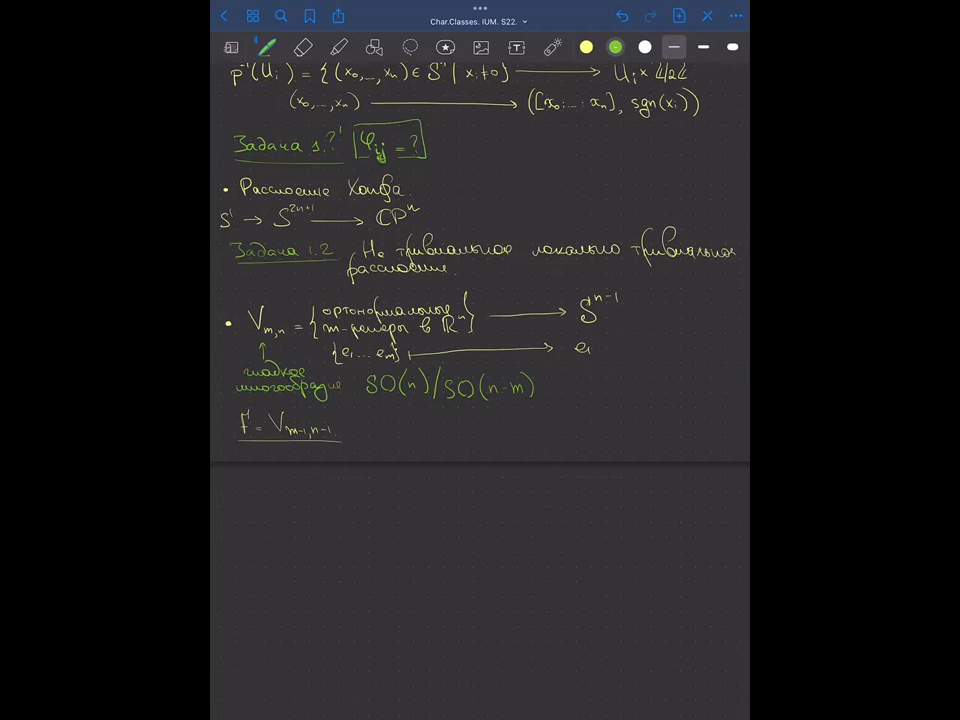 Char.Classes. IUM. S22.
p⁻¹(Uᵢ) = {(x₀,…,xₙ) ∈ Sⁿ | xᵢ≠0} ⟶ Uᵢ × ℤ/2ℤ
(x₀,…,xₙ) ⟶ ([x₀:…:xₙ], sgn(xᵢ))
Задача 1.?' φᵢⱼ = ?
• Расслоение Хопфа.
S¹ → S²ⁿ⁺¹ ⟶ ℂPⁿ
Задача 1.2 Не тривиальное локально тривиальное
расслоение.
• Vₘ,ₙ = {ортонормальные m-реперы в ℝⁿ} ⟶ Sⁿ⁻¹
{e₁ … eₘ} ⟼ e₁
гладкое
многообразие SO(n)/SO(n-m)
F = Vₘ₋₁,ₙ₋₁.